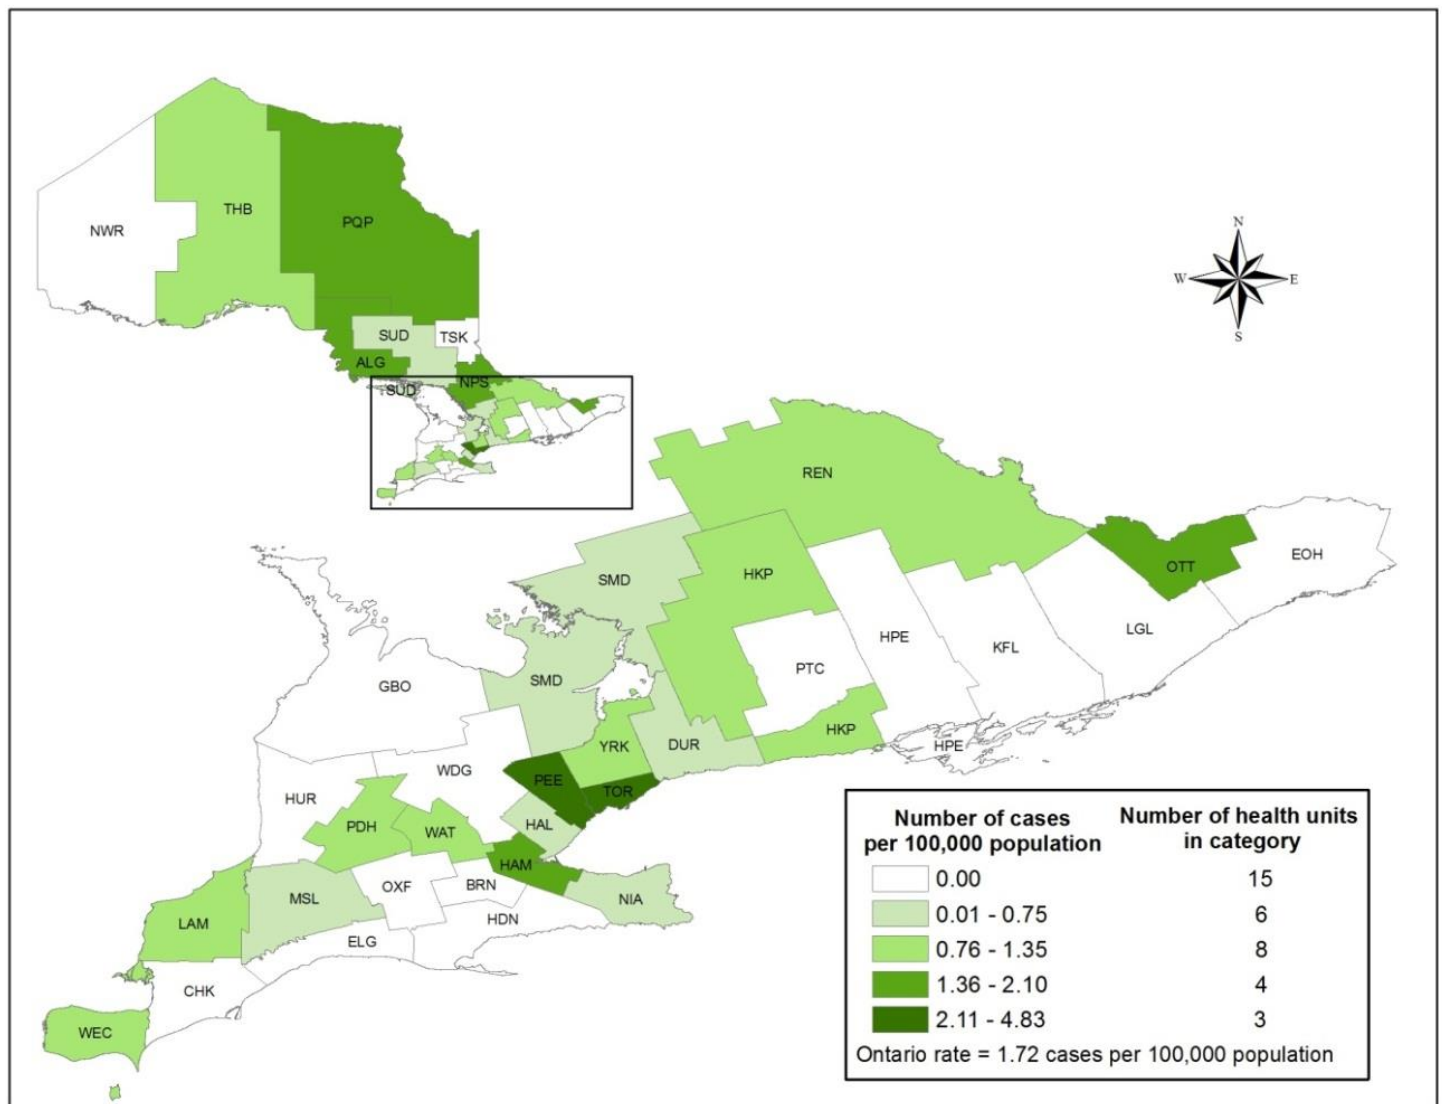 N
W E
S
NWR
THB
PQP
SUD
TSK
ALG
NPS
SUD
REN
OTT
EOH
SMD
HKP
LGL
HPE
KFL
PTC
GBO
SMD
HKP
HPE
YRK
DUR
WDG
PEE
TOR
HUR
PDH
WAT
HAL
HAM
OXF
BRN
MSL
NIA
LAM
HDN
ELG
CHK
WEC
Number of cases per 100,000 population
Number of health units in category
0.00 15
0.01 - 0.75 6
0.76 - 1.35 8
1.36 - 2.10 4
2.11 - 4.83 3
Ontario rate = 1.72 cases per 100,000 population